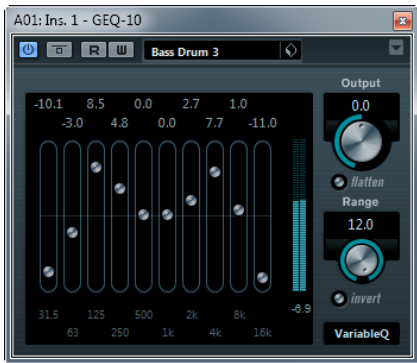 A01: Ins. 1 - GEQ-10
R W Bass Drum 3
Output
-10.1 8.5 0.0 2.7 1.0 0.0
-3.0 4.8 0.0 7.7 -11.0
flatten
Range
12.0
31.5 125 500 2k 8k -6.9 invert
63 250 1k 4k 16k VariableQ